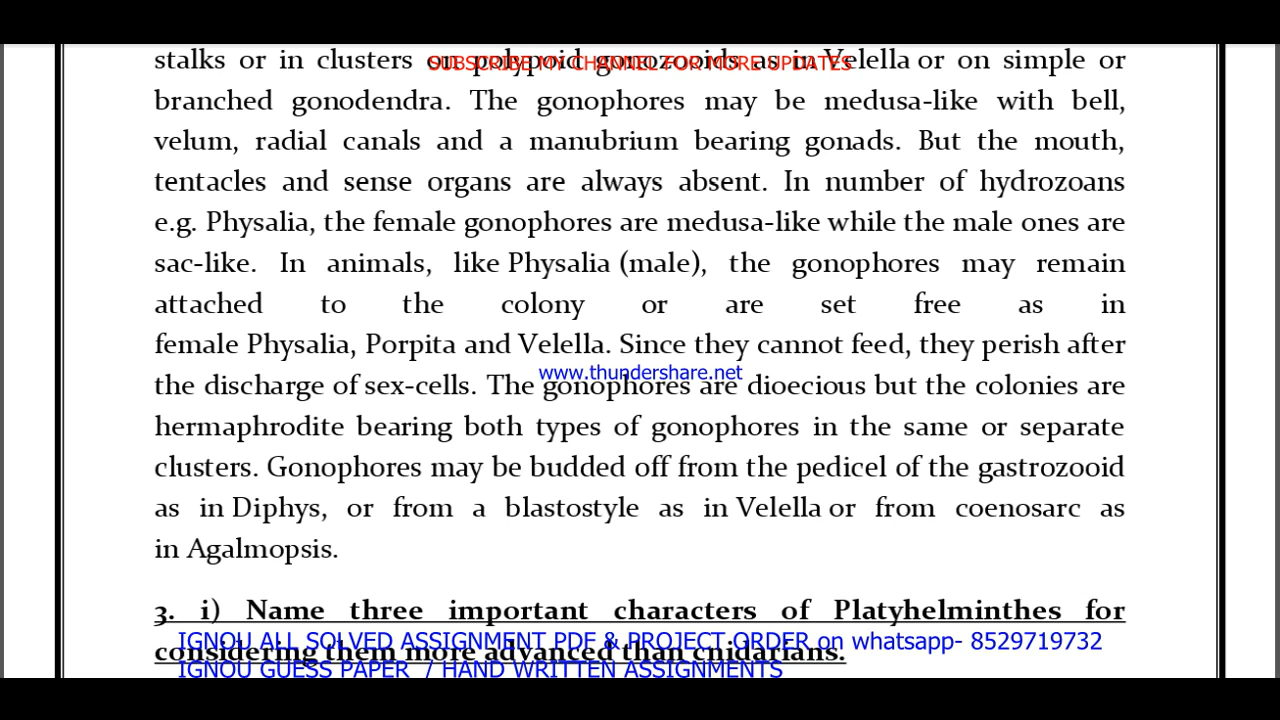 stalks or in clusters on polypoid gonozooids as in Velella or on simple or
SUBSCRIBE MY CHANNEL FOR MORE UPDATES
branched gonodendra. The gonophores may be medusa-like with bell,
velum, radial canals and a manubrium bearing gonads. But the mouth,
tentacles and sense organs are always absent. In number of hydrozoans
e.g. Physalia, the female gonophores are medusa-like while the male ones are
sac-like. In animals, like Physalia (male), the gonophores may remain
attached to the colony or are set free as in
female Physalia, Porpita and Velella. Since they cannot feed, they perish after
www.thundershare.net
the discharge of sex-cells. The gonophores are dioecious but the colonies are
hermaphrodite bearing both types of gonophores in the same or separate
clusters. Gonophores may be budded off from the pedicel of the gastrozooid
as in Diphys, or from a blastostyle as in Velella or from coenosarc as
in Agalmopsis.
3. i) Name three important characters of Platyhelminthes for
IGNOU ALL SOLVED ASSIGNMENT PDF & PROJECT ORDER on whatsapp- 8529719732
considering them more advanced than cnidarians.
IGNOU GUESS PAPER / HAND WRITTEN ASSIGNMENTS